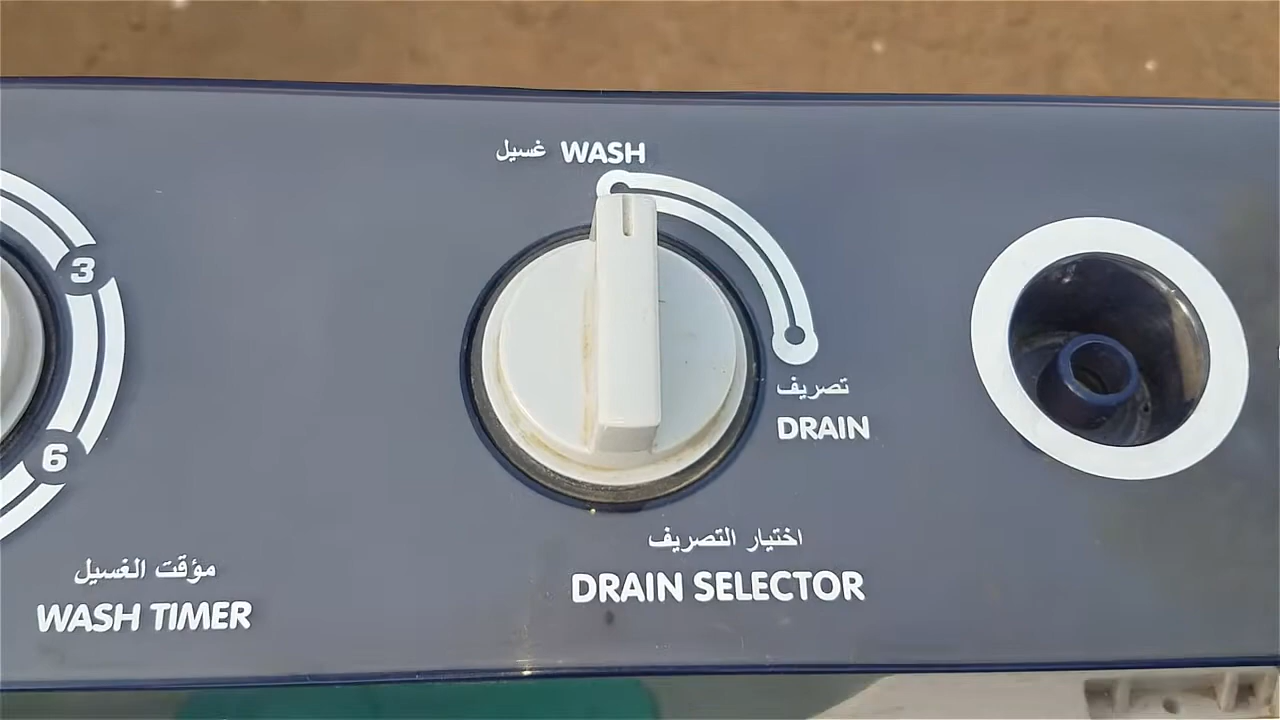 غسيل WASH
3
تصريف
DRAIN
6
اختيار التصريف
DRAIN SELECTOR
مؤقت الغسيل
WASH TIMER